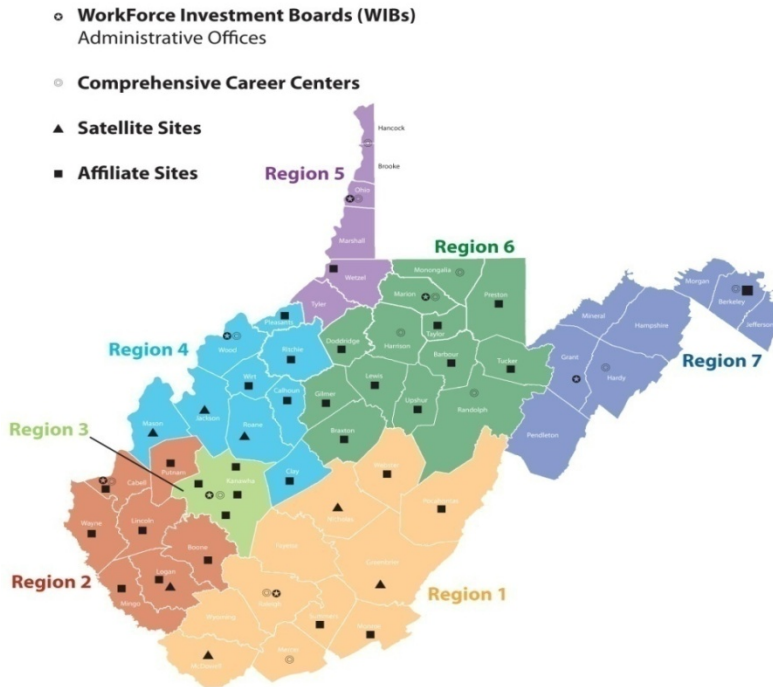 WorkForce Investment Boards (WIBs)
Administrative Offices
Comprehensive Career Centers
Satellite Sites
Affiliate Sites
Hancock
Brooke
Region 5
Ohio
Marshall
Region 6
Wetzel
Monongalia
Tyler
Marion
Preston
Morgan
Berkeley
Jefferson
Pleasants
Mineral
Hampshire
Taylor
Region 4
Wood
Ritchie
Doddridge
Harrison
Barbour
Tucker
Grant
Hardy
Region 7
Wirt
Calhoun
Lewis
Gilmer
Upshur
Randolph
Mason
Jackson
Roane
Braxton
Pendleton
Region 3
Clay
Putnam
Kanawha
Cabell
Webster
Pocahontas
Nicholas
Wayne
Lincoln
Boone
Fayette
Greenbrier
Region 2
Logan
Mingo
Raleigh
Region 1
Wyoming
Summers
Monroe
McDowell
Mercer